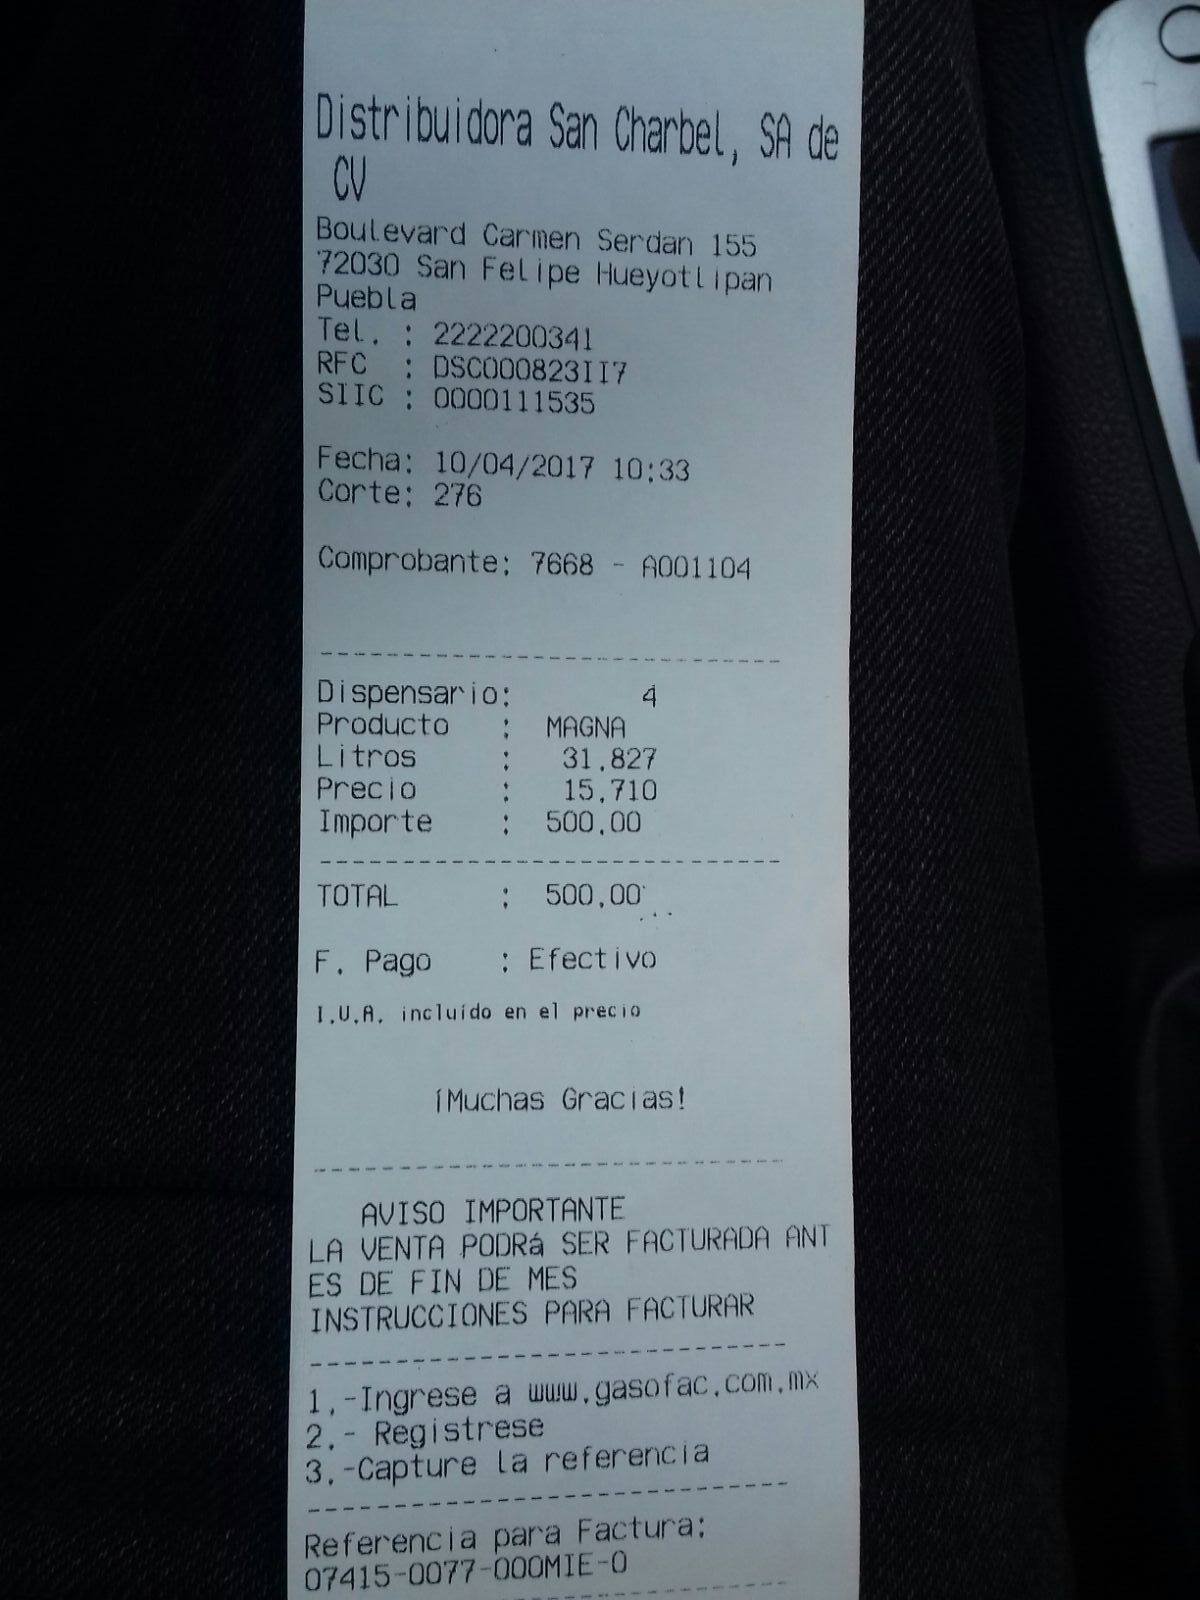 Distribuidora San Charbel, SA de
CV
Boulevard Carmen Serdan 155
72030 San Felipe Hueyotlipan
Puebla
Tel. : 2222200341
RFC : DSC000823II7
SIIC : 0000111535
Fecha: 10/04/2017 10:33
Corte: 276
Comprobante: 7668 - A001104
Dispensario: 4
Producto : MAGNA
Litros : 31.827
Precio : 15.710
Importe : 500.00
TOTAL : 500.00
F. Pago : Efectivo
I.V.A. incluído en el precio
¡Muchas Gracias!
AVISO IMPORTANTE
LA VENTA PODRá SER FACTURADA ANT
ES DE FIN DE MES
INSTRUCCIONES PARA FACTURAR
1.-Ingrese a www.gasofac.com.mx
2.- Registrese
3.-Capture la referencia
Referencia para Factura:
07415-0077-000MIE-0